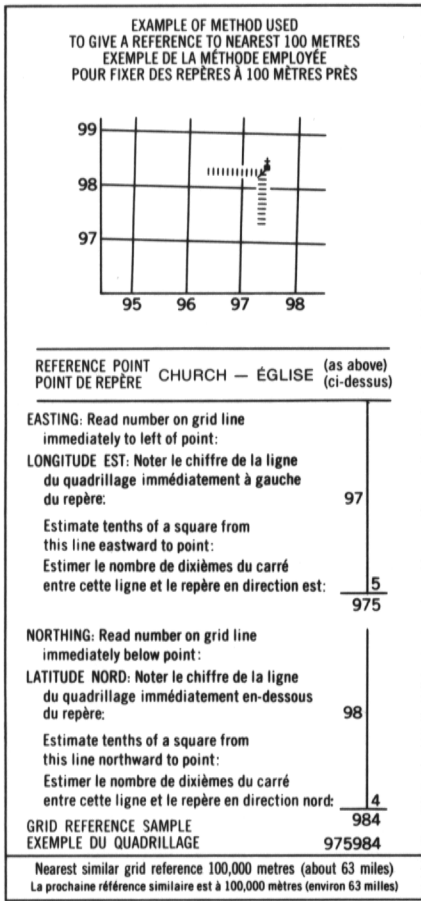 EXAMPLE OF METHOD USED
TO GIVE A REFERENCE TO NEAREST 100 METRES
EXEMPLE DE LA MÉTHODE EMPLOYÉE
POUR FIXER DES REPÈRES À 100 MÈTRES PRÈS
99
98
97
95 96 97 98
REFERENCE POINT
POINT DE REPÈRE CHURCH — ÉGLISE (as above)
(ci-dessus)
EASTING: Read number on grid line
immediately to left of point:
LONGITUDE EST: Noter le chiffre de la ligne
du quadrillage immédiatement à gauche
du repère: 97
Estimate tenths of a square from
this line eastward to point:
Estimer le nombre de dixièmes du carré
entre cette ligne et le repère en direction est: 5
975
NORTHING: Read number on grid line
immediately below point:
LATITUDE NORD: Noter le chiffre de la ligne
du quadrillage immédiatement en-dessous
du repère: 98
Estimate tenths of a square from
this line northward to point:
Estimer le nombre de dixièmes du carré
entre cette ligne et le repère en direction nord: 4
984
GRID REFERENCE SAMPLE
EXEMPLE DU QUADRILLAGE 975984
Nearest similar grid reference 100,000 metres (about 63 miles)
La prochaine référence similaire est à 100,000 mètres (environ 63 milles)